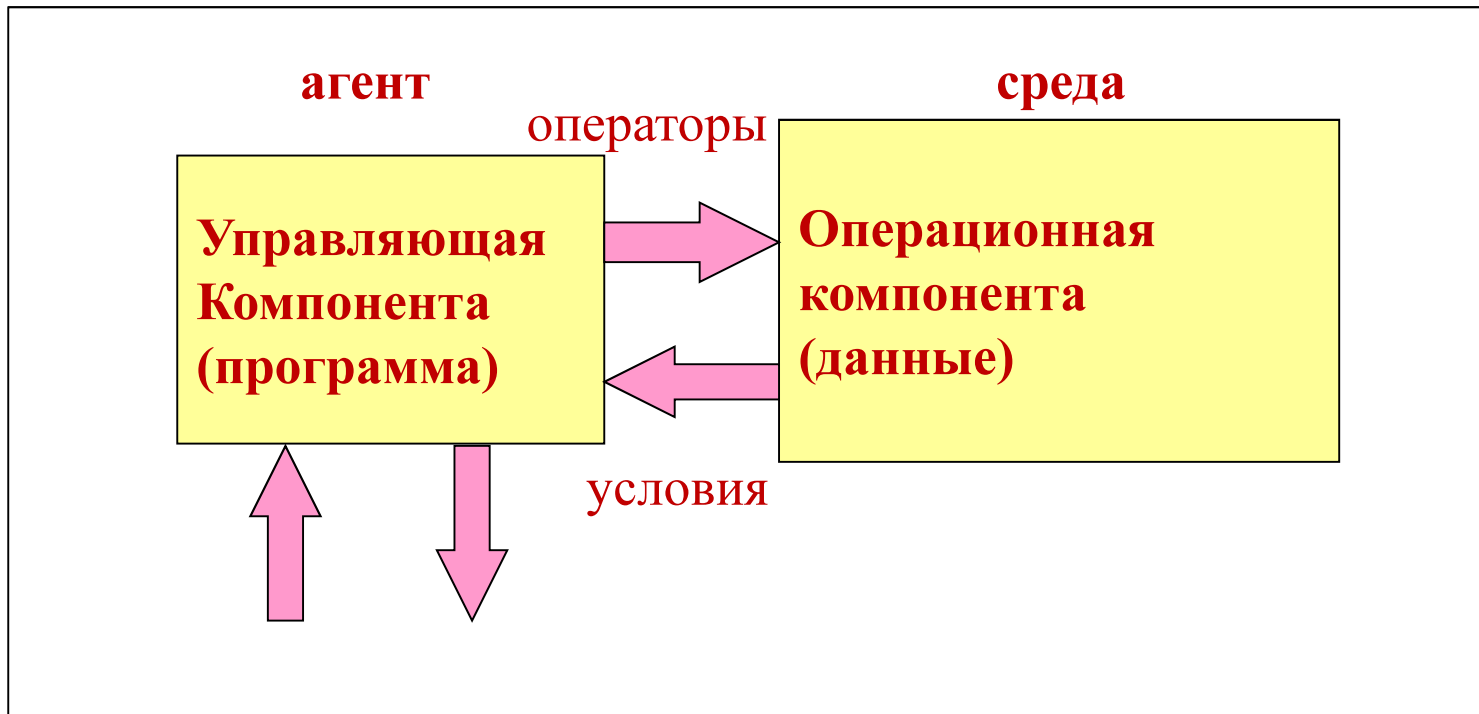 агент
среда
операторы
Управляющая
Компонента
(программа)
Операционная
компонента
(данные)
условия